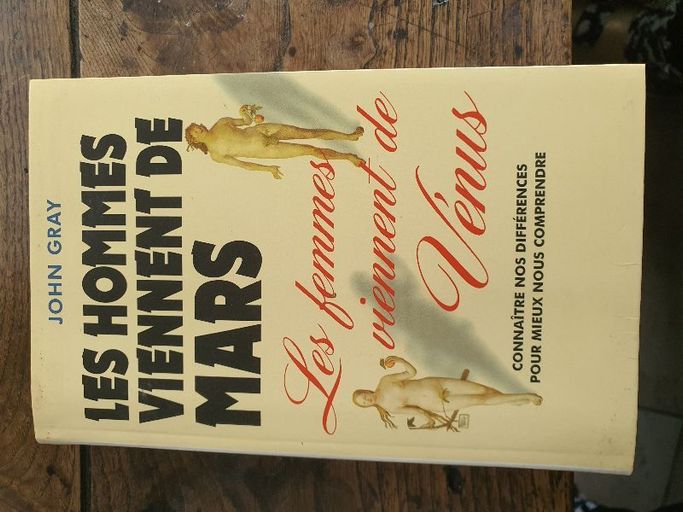 JOHN GRAY
LES HOMMES
VIENNENT DE
MARS
Les femmes
viennent de
Vénus
CONNAÎTRE NOS DIFFÉRENCES
POUR MIEUX NOUS COMPRENDRE